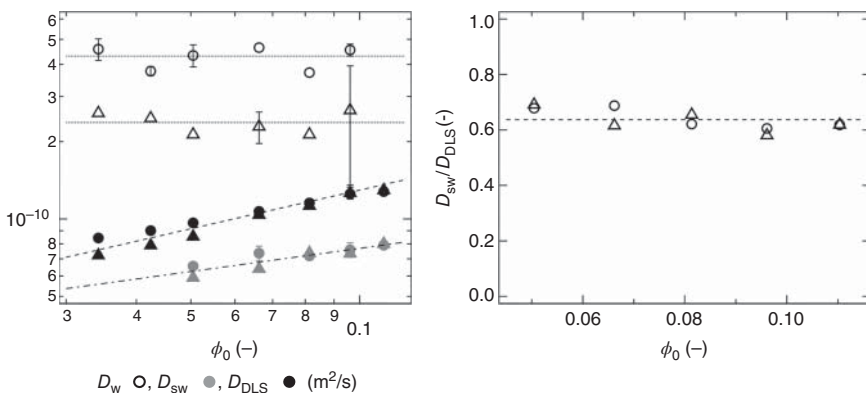 6
5
4
3
2
10⁻¹⁰
8
7
6
5
3 4 5 6 7 8 9 0.1
ϕ₀ (–)
D_w ○, D_sw ●, D_DLS ● (m²/s)
D_sw/D_DLS (-)
1.0
0.8
0.6
0.4
0.2
0.0
0.06 0.08 0.10
ϕ₀ (–)